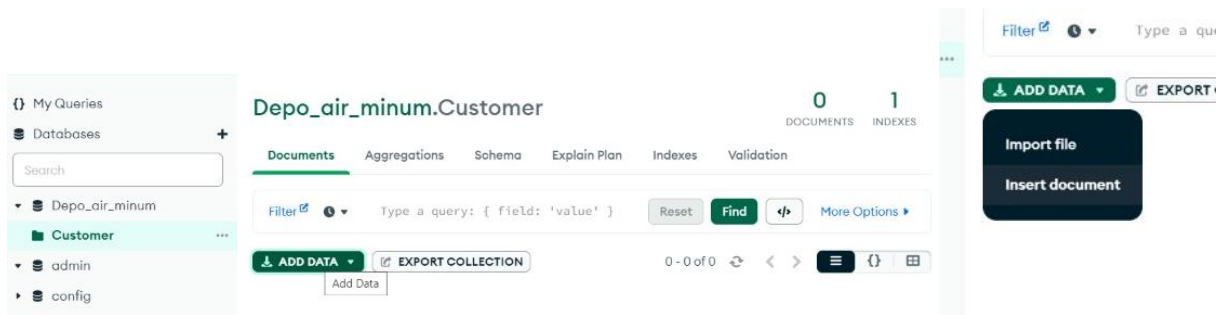 {} My Queries
Databases +
Search
Depo_air_minum
Customer ...
admin
config
Depo_air_minum.Customer
0 DOCUMENTS
1 INDEXES
Documents Aggregations Schema Explain Plan Indexes Validation
Filter Type a query: { field: 'value' } Reset Find </> More Options
ADD DATA EXPORT COLLECTION 0 - 0 of 0 < > {}
Add Data
...
Filter Type a que
ADD DATA EXPORT
Import file
Insert document